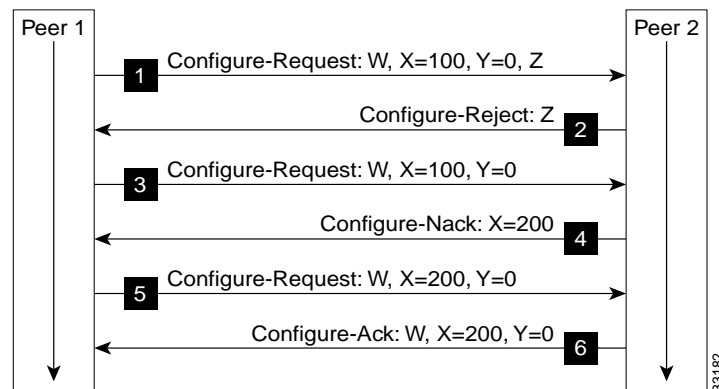 Peer 1
Peer 2
Configure-Request: W, X=100, Y=0, Z
1
Configure-Reject: Z
2
Configure-Request: W, X=100, Y=0
3
Configure-Nack: X=200
4
Configure-Request: W, X=200, Y=0
5
Configure-Ack: W, X=200, Y=0
6